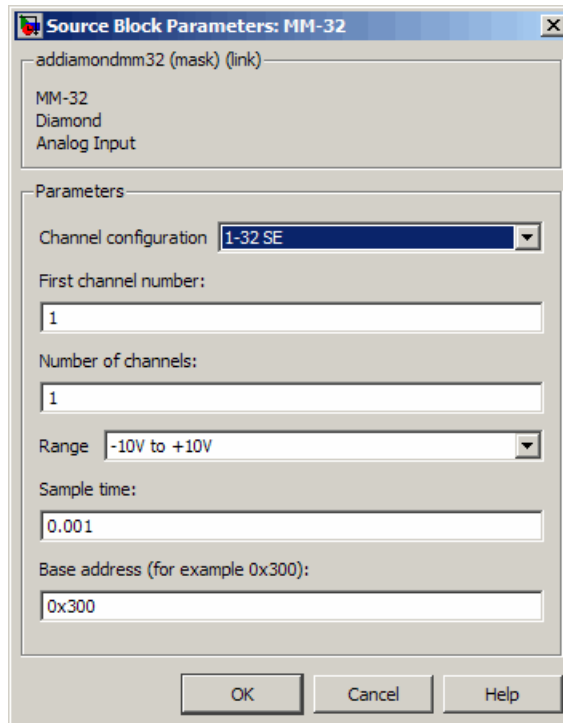 Source Block Parameters: MM-32
addiamondmm32 (mask) (link)
MM-32
Diamond
Analog Input
Parameters
Channel configuration 1-32 SE
First channel number:
1
Number of channels:
1
Range -10V to +10V
Sample time:
0.001
Base address (for example 0x300):
0x300
OK Cancel Help